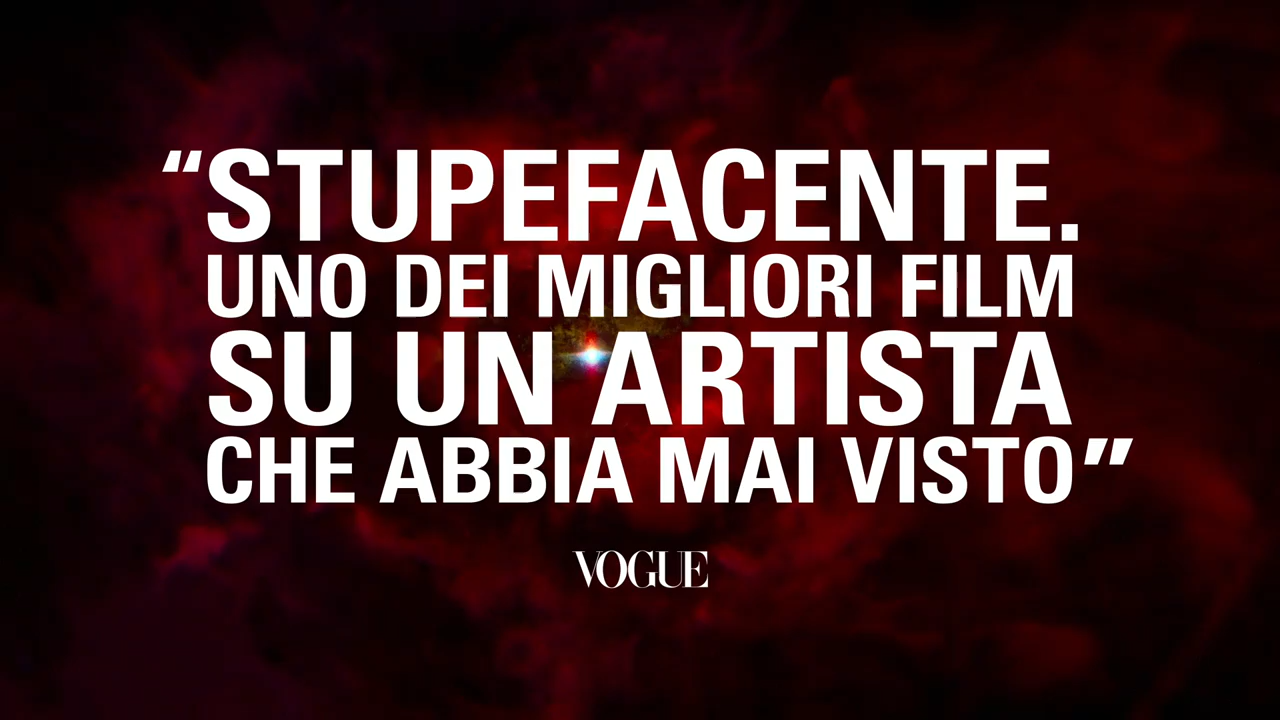 “STUPEFACENTE.
UNO DEI MIGLIORI FILM
SU UN ARTISTA
CHE ABBIA MAI VISTO”
VOGUE